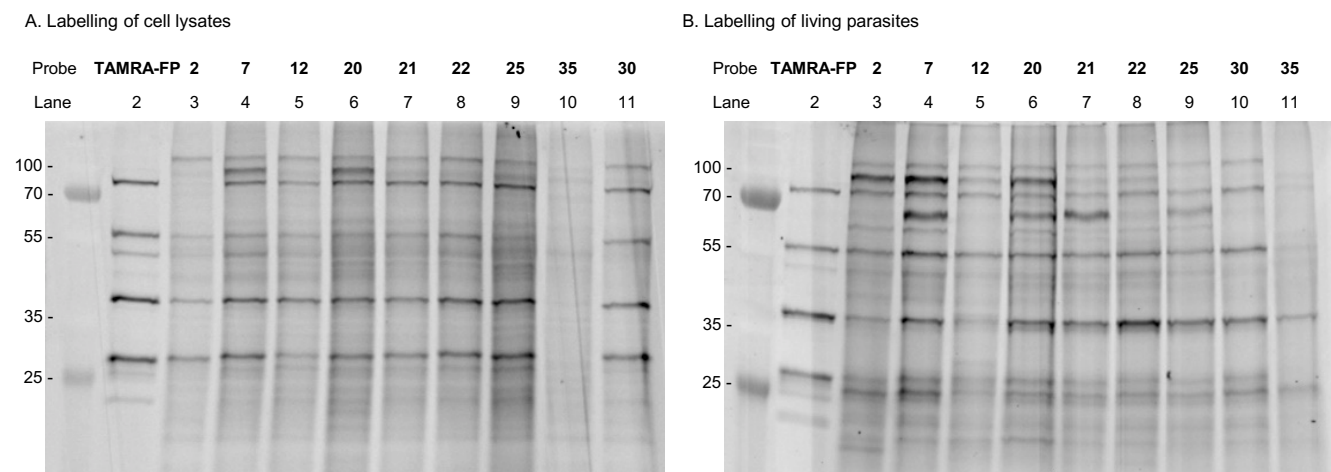 A. Labelling of cell lysates
Probe TAMRA-FP 2 7 12 20 21 22 25 35 30
Lane 2 3 4 5 6 7 8 9 10 11
100 -
70 -
55 -
35 -
25 -
B. Labelling of living parasites
Probe TAMRA-FP 2 7 12 20 21 22 25 30 35
Lane 2 3 4 5 6 7 8 9 10 11
100 -
70 -
55 -
35 -
25 -